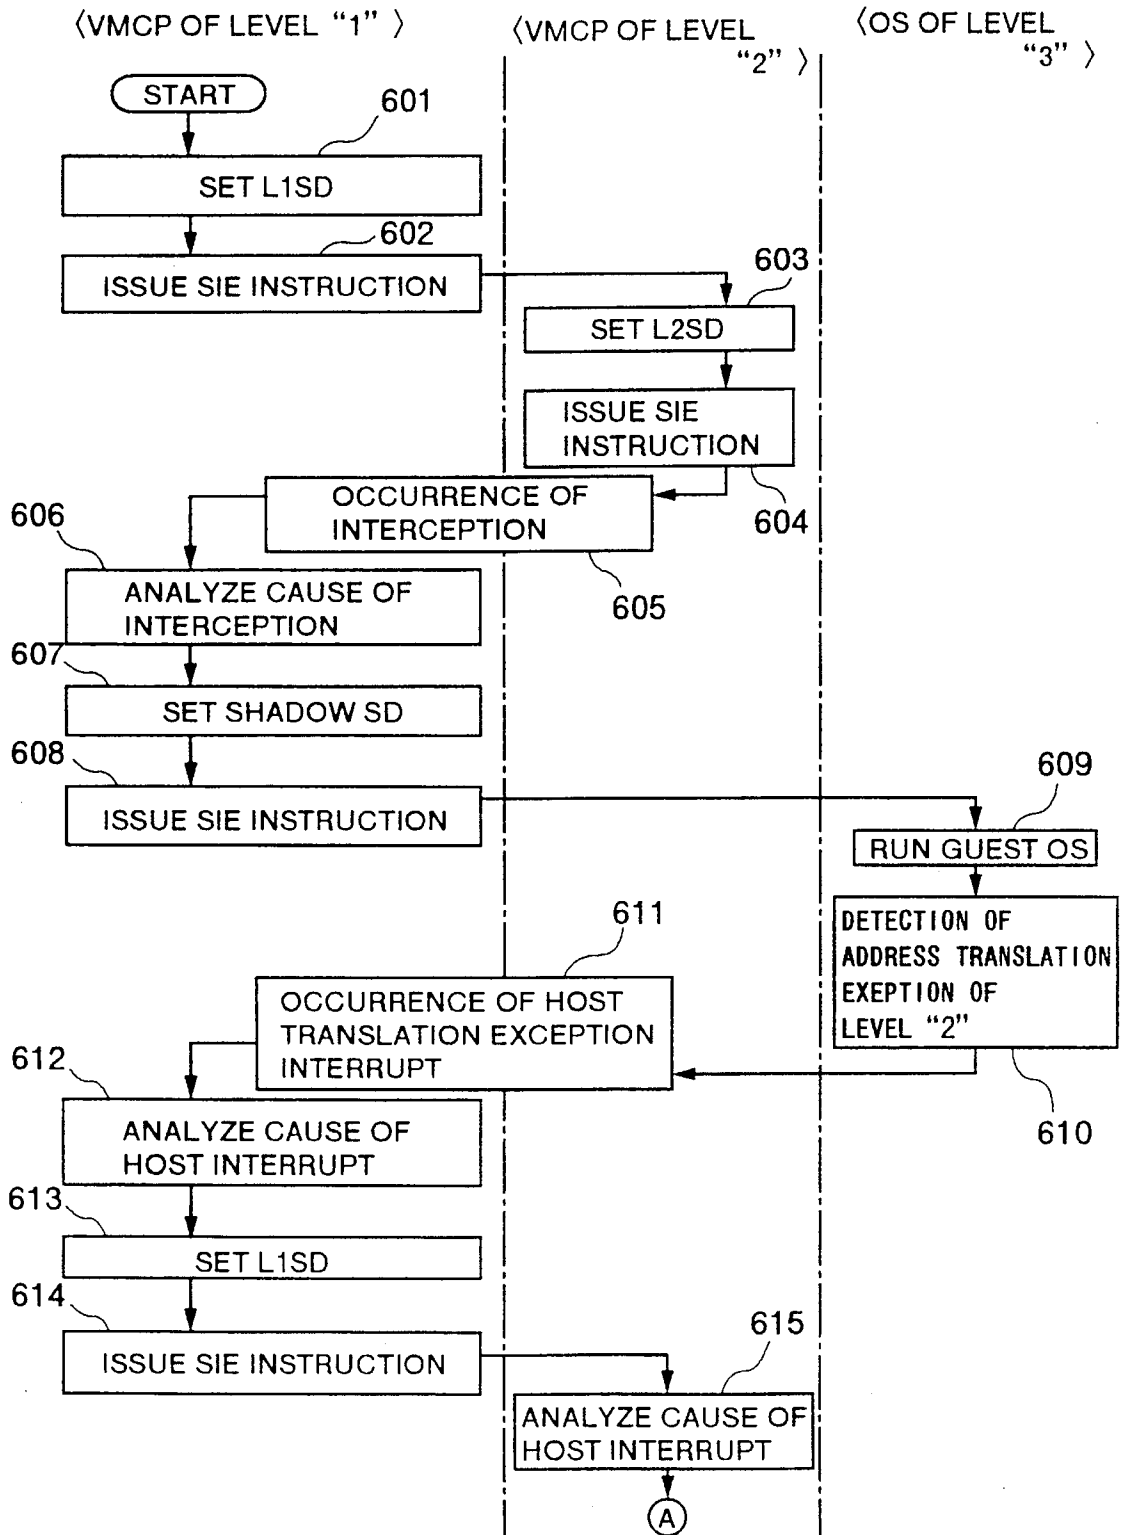 〈VMCP OF LEVEL “1” 〉
〈VMCP OF LEVEL
“2” 〉
〈OS OF LEVEL
“3” 〉
START
601
SET L1SD
602
ISSUE SIE INSTRUCTION
603
SET L2SD
ISSUE SIE
INSTRUCTION
604
OCCURRENCE OF
INTERCEPTION
605
606
ANALYZE CAUSE OF
INTERCEPTION
607
SET SHADOW SD
608
ISSUE SIE INSTRUCTION
609
RUN GUEST OS
DETECTION OF
ADDRESS TRANSLATION
EXEPTION OF
LEVEL “2”
610
611
OCCURRENCE OF HOST
TRANSLATION EXCEPTION
INTERRUPT
612
ANALYZE CAUSE OF
HOST INTERRUPT
613
SET L1SD
614
ISSUE SIE INSTRUCTION
615
ANALYZE CAUSE OF
HOST INTERRUPT
A